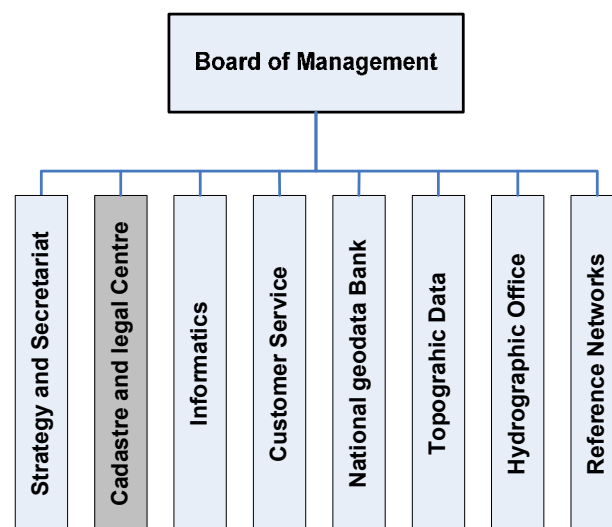 Board of Management
Strategy and Secretariat
Cadastre and legal Centre
Informatics
Customer Service
National geodata Bank
Topograhic Data
Hydrographic Office
Reference Networks